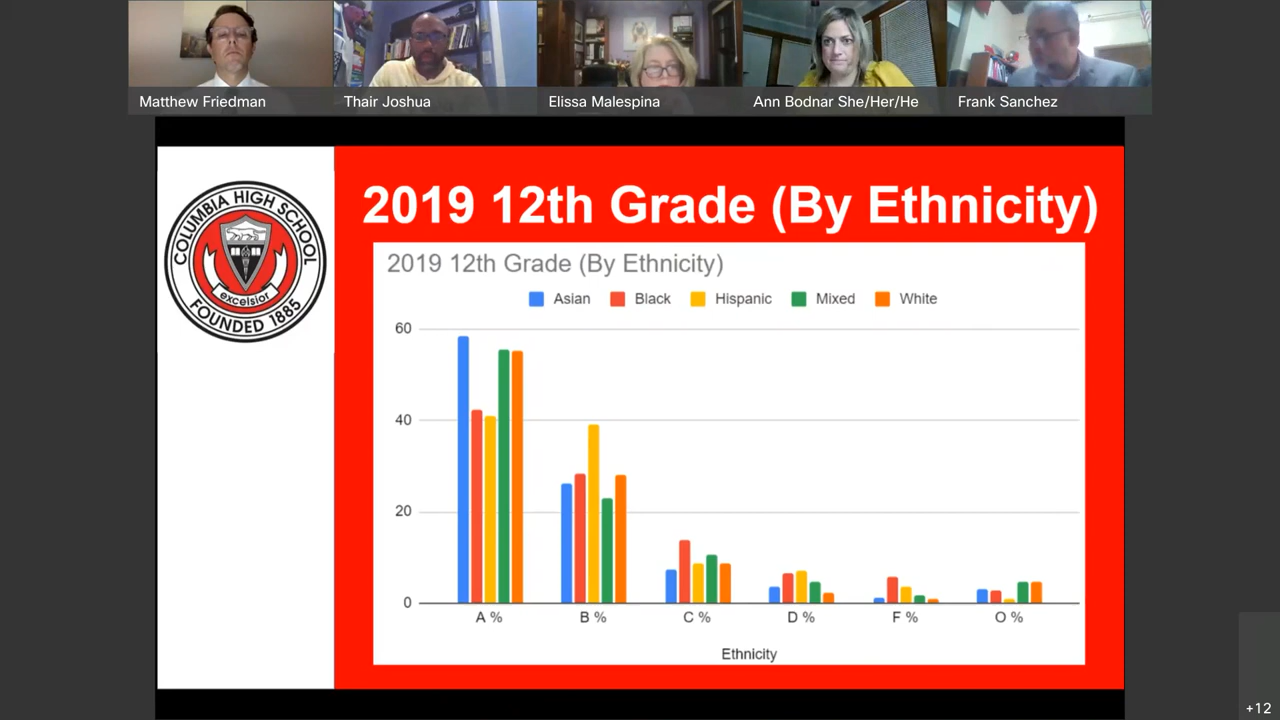 Matthew Friedman
Thair Joshua
Elissa Malespina
Ann Bodnar She/Her/He
Frank Sanchez
COLUMBIA HIGH SCHOOL
excelsior
FOUNDED 1885
2019 12th Grade (By Ethnicity)
2019 12th Grade (By Ethnicity)
Asian Black Hispanic Mixed White
60
40
20
0
A % B % C % D % F % O %
Ethnicity
+12